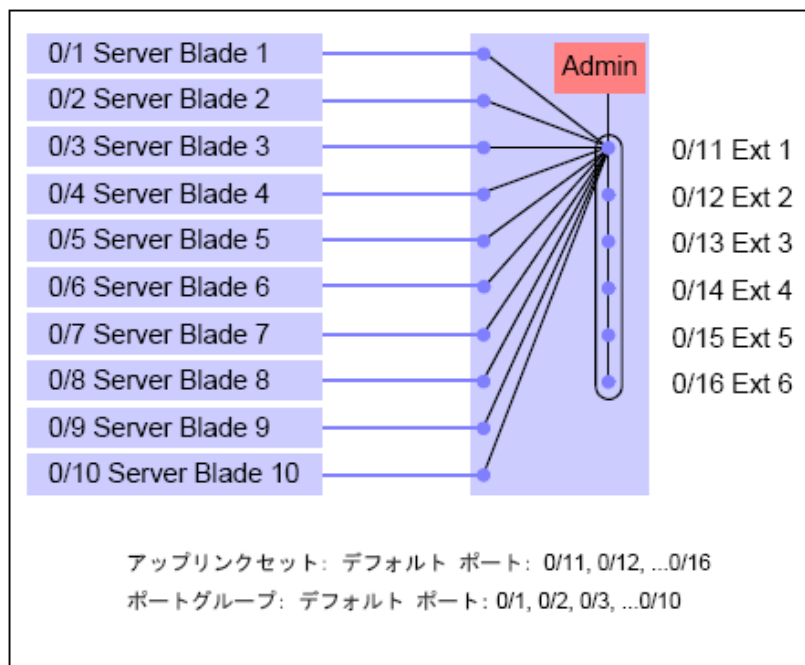 0/1 Server Blade 1
0/2 Server Blade 2
0/3 Server Blade 3
0/4 Server Blade 4
0/5 Server Blade 5
0/6 Server Blade 6
0/7 Server Blade 7
0/8 Server Blade 8
0/9 Server Blade 9
0/10 Server Blade 10
Admin
0/11 Ext 1
0/12 Ext 2
0/13 Ext 3
0/14 Ext 4
0/15 Ext 5
0/16 Ext 6
アップリンクセット: デフォルト ポート: 0/11, 0/12, ...0/16
ポートグループ: デフォルト ポート: 0/1, 0/2, 0/3, ...0/10